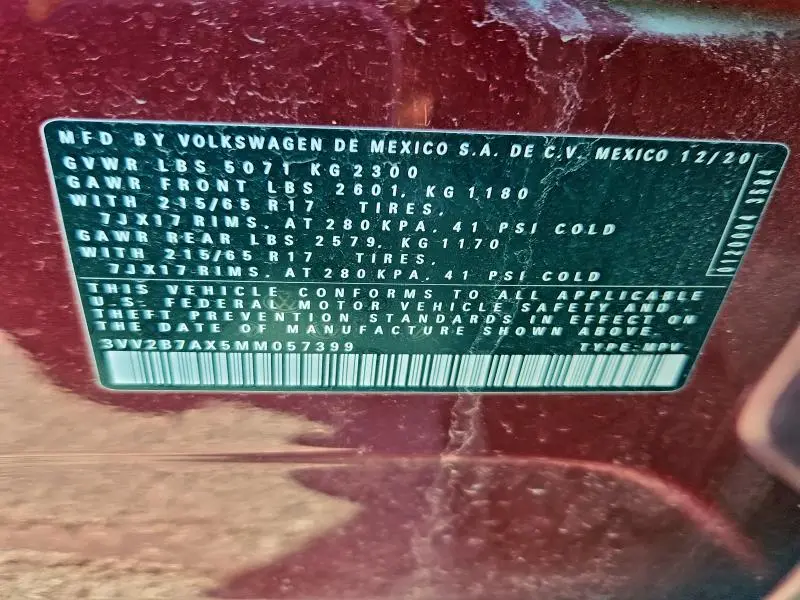 MFD BY VOLKSWAGEN DE MEXICO S.A. DE C.V. MEXICO 12/20
GVWR LBS 5071 KG 2300
GAWR FRONT LBS 2601, KG 1180
WITH 215/65 R17 TIRES,
7JX17 RIMS, AT 280 KPA, 41 PSI COLD
GAWR REAR LBS 2579, KG 1170
WITH 215/65 R17 TIRES,
7JX17 RIMS, AT 280 KPA, 41 PSI COLD
THIS VEHICLE CONFORMS TO ALL APPLICABLE
U.S. FEDERAL MOTOR VEHICLE SAFETY AND
THEFT PREVENTION STANDARDS IN EFFECT ON
THE DATE OF MANUFACTURE SHOWN ABOVE.
3VV2B7AX5MM057399 TYPE:MPV